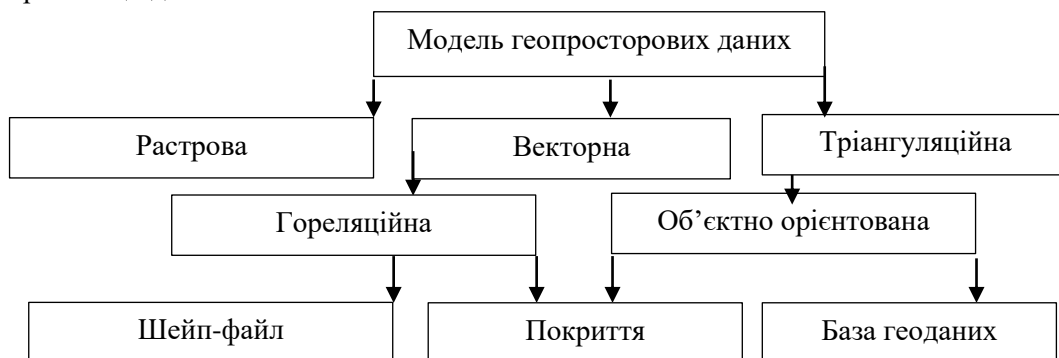 Модель геопросторових даних
Растрова
Векторна
Тріангуляційна
Гореляційна
Об’єктно орієнтована
Шейп-файл
Покриття
База геоданих